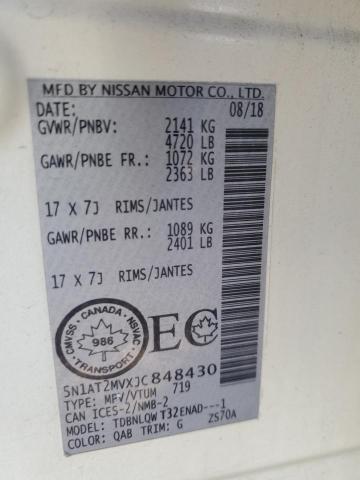 MFD BY NISSAN MOTOR CO., LTD.
DATE: 08/18
GVWR/PNBV: 2141 KG
4720 LB
GAWR/PNBE FR.: 1072 KG
2363 LB
17 X 7J RIMS/JANTES
GAWR/PNBE RR.: 1089 KG
2401 LB
17 X 7J RIMS/JANTES
CANADA
CMVSS
NSVAC
986
EC
5N1AT2MVXJC848430
TYPE: MPV/VTUM 719
CAN ICES-2/NMB-2
MODEL: TDBNLQWT32ENAD---1
COLOR: QAB TRIM: G ZS70A